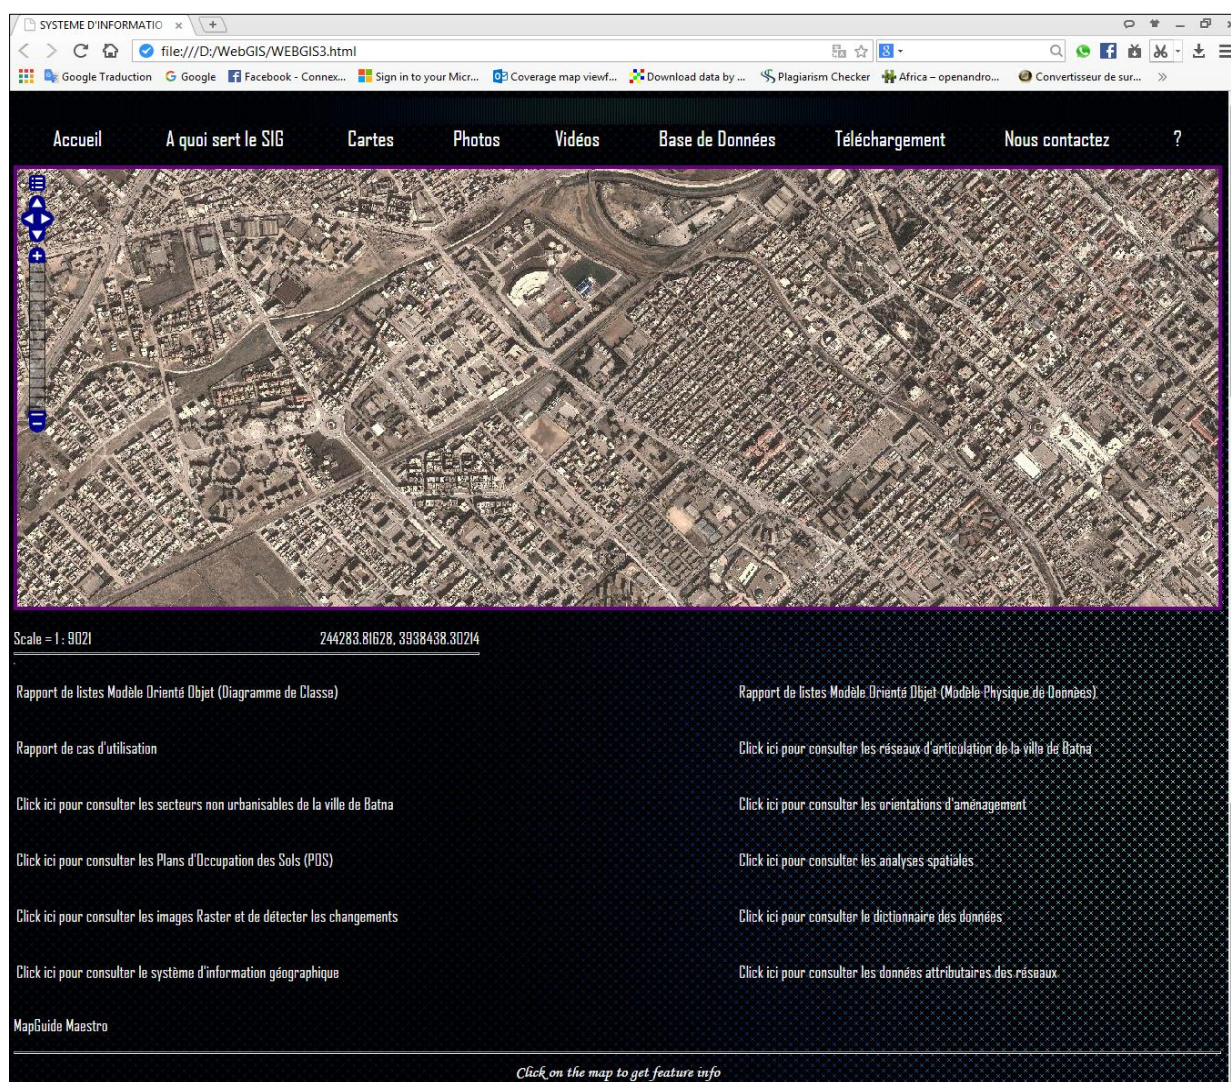 SYSTEME D'INFORMATIO
file:///D:/WebGIS/WEBGIS3.html
Google Traduction Google Facebook - Connex... Sign in to your Micr... Coverage map viewf... Download data by ... Plagiarism Checker Africa – openandro... Convertisseur de sur... »
Accueil A quoi sert le SIG Cartes Photos Vidéos Base de Données Téléchargement Nous contactez ?
Scale = 1 : 9021 244283.81628, 3938438.30214
Rapport de listes Modèle Orienté Objet (Diagramme de Classe) Rapport de listes Modèle Orienté Objet (Modèle Physique de Données)
Rapport de cas d'utilisation Click ici pour consulter les réseaux d'articulation de la ville de Batna
Click ici pour consulter les secteurs non urbanisables de la ville de Batna Click ici pour consulter les orientations d'aménagement
Click ici pour consulter les Plans d'Occupation des Sols (POS) Click ici pour consulter les analyses spatiales
Click ici pour consulter les images Raster et de détecter les changements Click ici pour consulter le dictionnaire des données
Click ici pour consulter le système d'information géographique Click ici pour consulter les données attributaires des réseaux
MapGuide Maestro
Click on the map to get feature info